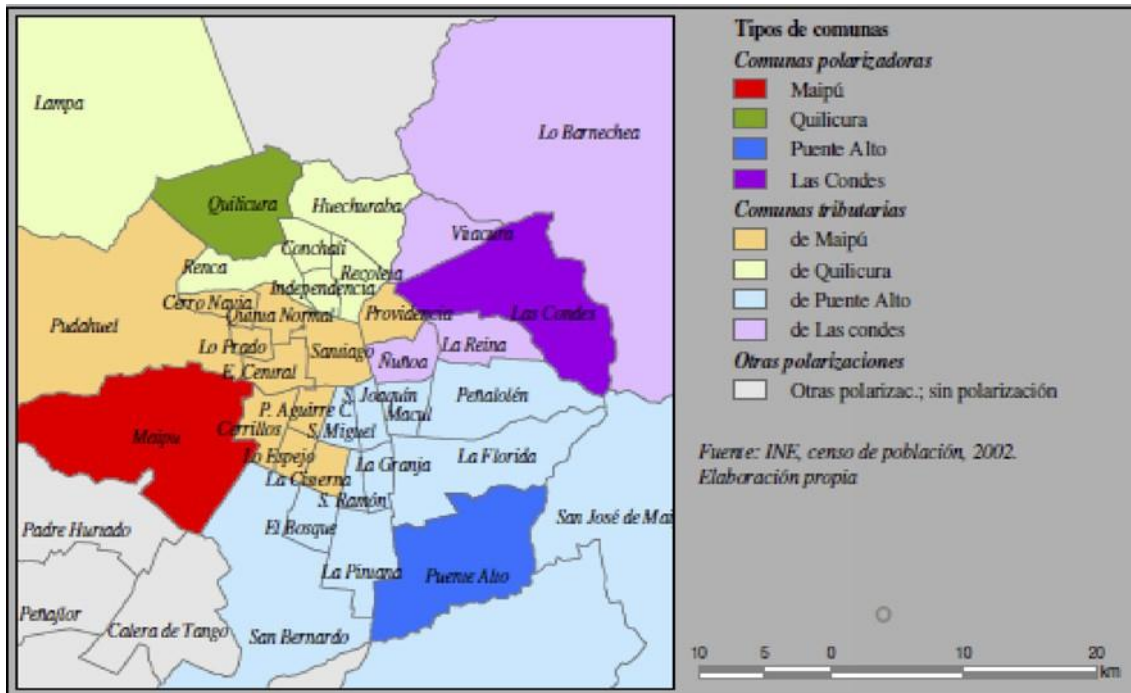 Lampa
Lo Barnechea
Quilicura
Huechuraba
Vitacura
Conchalí
Renca
Recoleta
Independencia
Cerro Navia
Quinta Normal
Providencia
Las Condes
Pudahuel
Lo Prado
Santiago
La Reina
Ñuñoa
E. Central
S. Joaquín
Peñalolén
P. Aguirre C.
Macul
Maipu
Cerrillos
S. Miguel
Lo Espejo
La Granja
La Florida
La Cisterna
S. Ramón
San José de Mai
Padre Hurtado
El Bosque
La Pintana
Puente Alto
Peñaflor
Calera de Tango
San Bernardo
Tipos de comunas
Comunas polarizadoras
Maipú
Quilicura
Puente Alto
Las Condes
Comunas tributarias
de Maipú
de Quilicura
de Puente Alto
de Las condes
Otras polarizaciones
Otras polarizac.; sin polarización
Fuente: INE, censo de población, 2002.
Elaboración propia
10 5 0 10 20
km